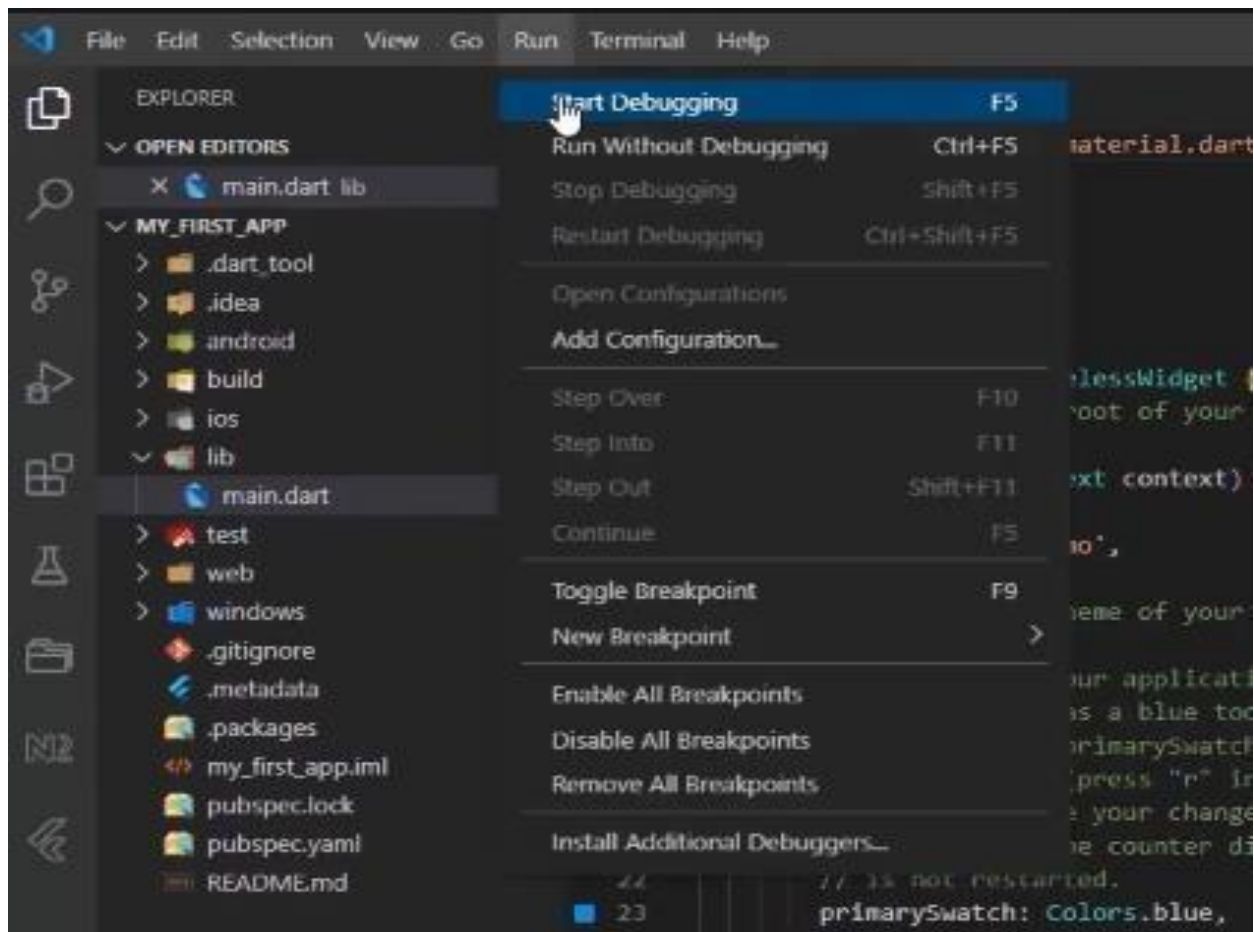 File Edit Selection View Go Run Terminal Help
EXPLORER
OPEN EDITORS
main.dart lib
MY_FIRST_APP
.dart_tool
.idea
android
build
ios
lib
main.dart
test
web
windows
.gitignore
.metadata
.packages
my_first_app.iml
pubspec.lock
pubspec.yaml
README.md
Start Debugging F5
Run Without Debugging Ctrl+F5
Stop Debugging Shift+F5
Restart Debugging Ctrl+Shift+F5
Open Configurations
Add Configuration...
Step Over F10
Step Into F11
Step Out Shift+F11
Continue F5
Toggle Breakpoint F9
New Breakpoint
Enable All Breakpoints
Disable All Breakpoints
Remove All Breakpoints
Install Additional Debuggers...
material.dart
lessWidget {
root of your
ext context)
mo',
heme of your
ur applicati
as a blue too
primarySwatch
(press "r" in
your change
e counter di
22 // is not restarted.
23 primarySwatch: Colors.blue,